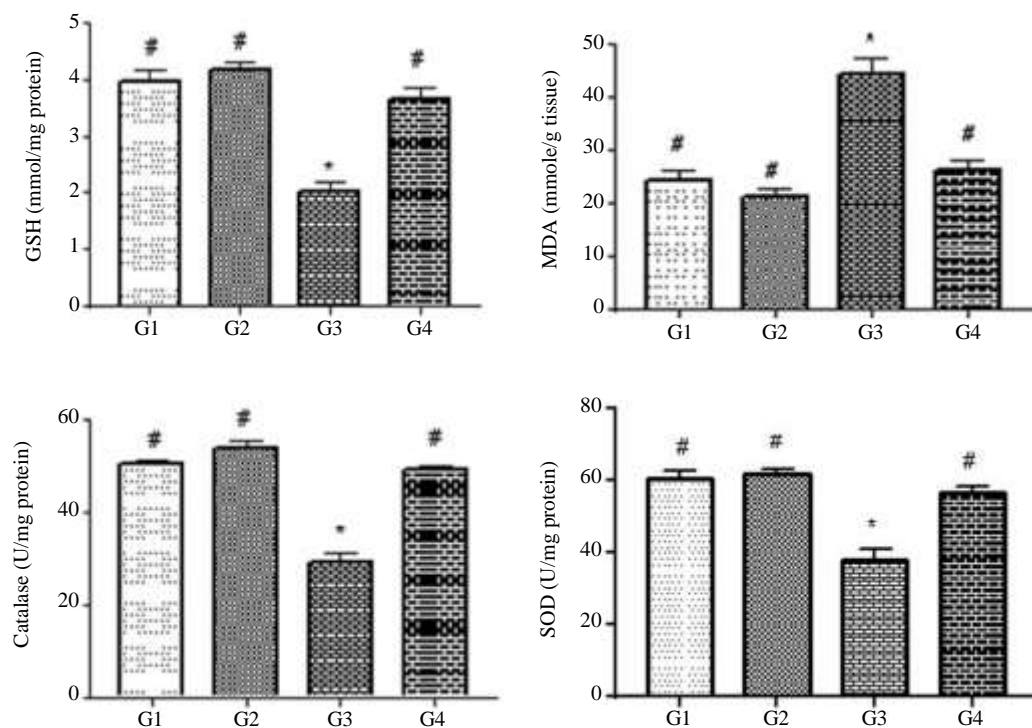 GSH (mmol/mg protein)
5
4
3
2
1
0
# # * #
G1 G2 G3 G4
MDA (mmole/g tissue)
50
40
30
20
10
0
# # * #
G1 G2 G3 G4
Catalase (U/mg protein)
60
40
20
0
# # * #
G1 G2 G3 G4
SOD (U/mg protein)
80
60
40
20
0
# # * #
G1 G2 G3 G4